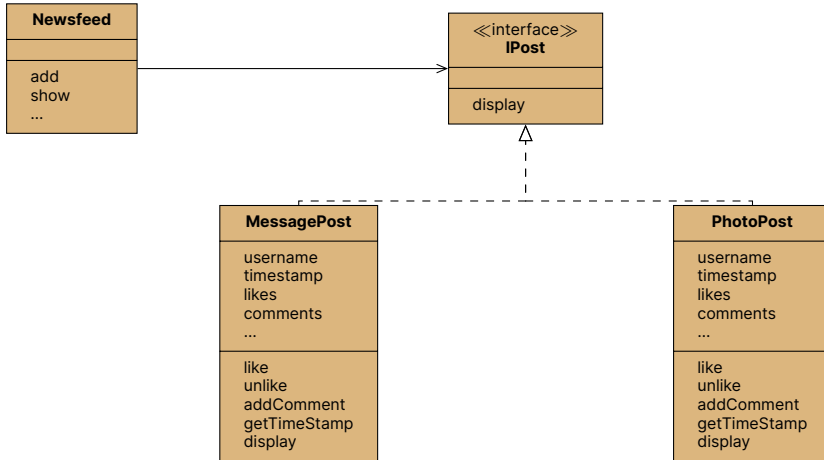 Newsfeed
add
show
...
≪interface≫
IPost
display
MessagePost
username
timestamp
likes
comments
...
like
unlike
addComment
getTimeStamp
display
PhotoPost
username
timestamp
likes
comments
...
like
unlike
addComment
getTimeStamp
display